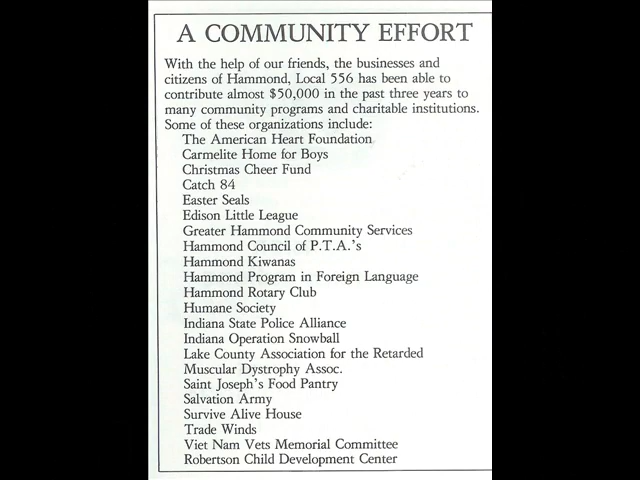 A COMMUNITY EFFORT
With the help of our friends, the businesses and
citizens of Hammond, Local 556 has been able to
contribute almost $50,000 in the past three years to
many community programs and charitable institutions.
Some of these organizations include:
The American Heart Foundation
Carmelite Home for Boys
Christmas Cheer Fund
Catch 84
Easter Seals
Edison Little League
Greater Hammond Community Services
Hammond Council of P.T.A.'s
Hammond Kiwanas
Hammond Program in Foreign Language
Hammond Rotary Club
Humane Society
Indiana State Police Alliance
Indiana Operation Snowball
Lake County Association for the Retarded
Muscular Dystrophy Assoc.
Saint Joseph's Food Pantry
Salvation Army
Survive Alive House
Trade Winds
Viet Nam Vets Memorial Committee
Robertson Child Development Center